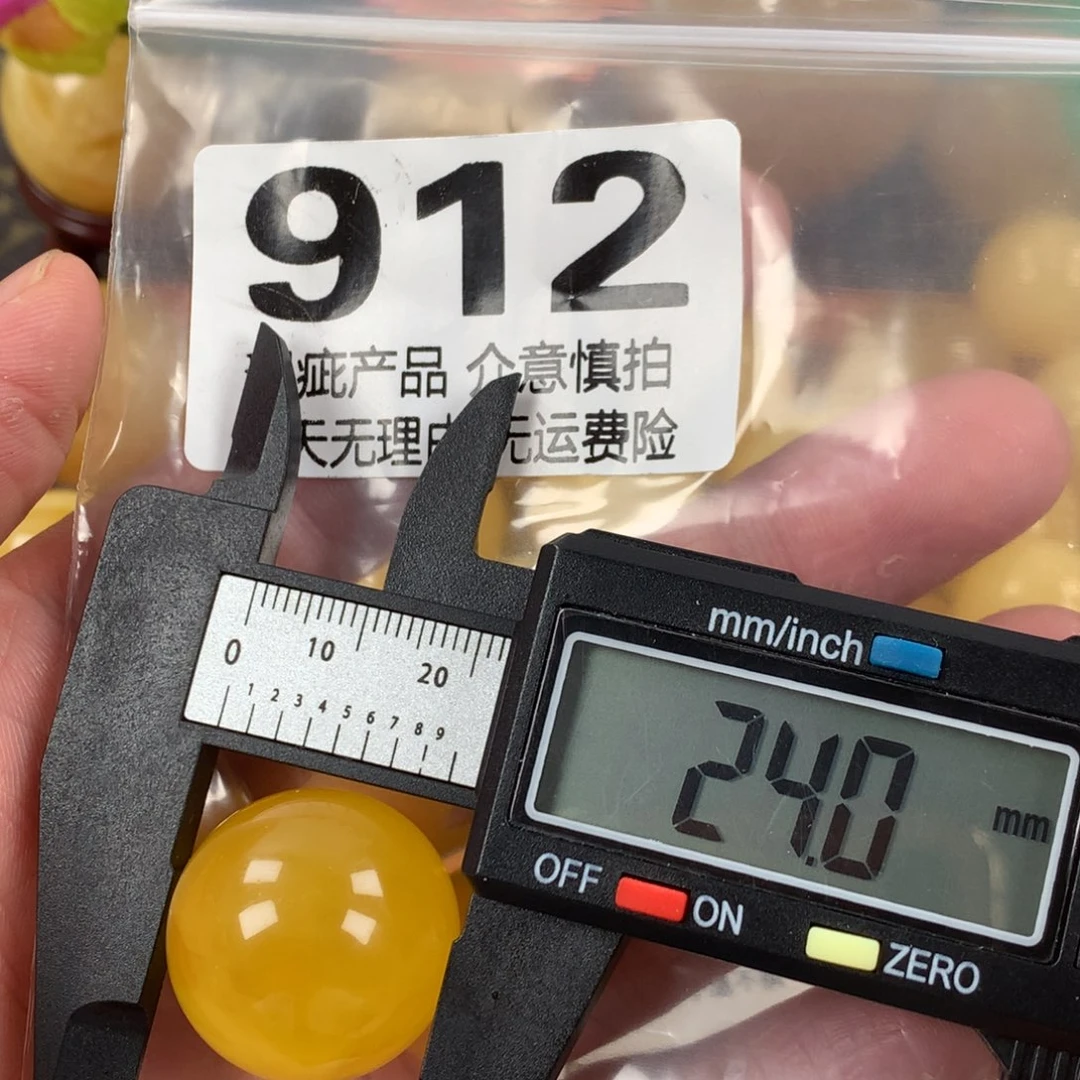 912
疵产品 介意慎拍
天无理由 无运费险
mm/inch
0 10 20
1 2 3 4 5 6 7 8 9
24.0 mm
OFF ON ZERO